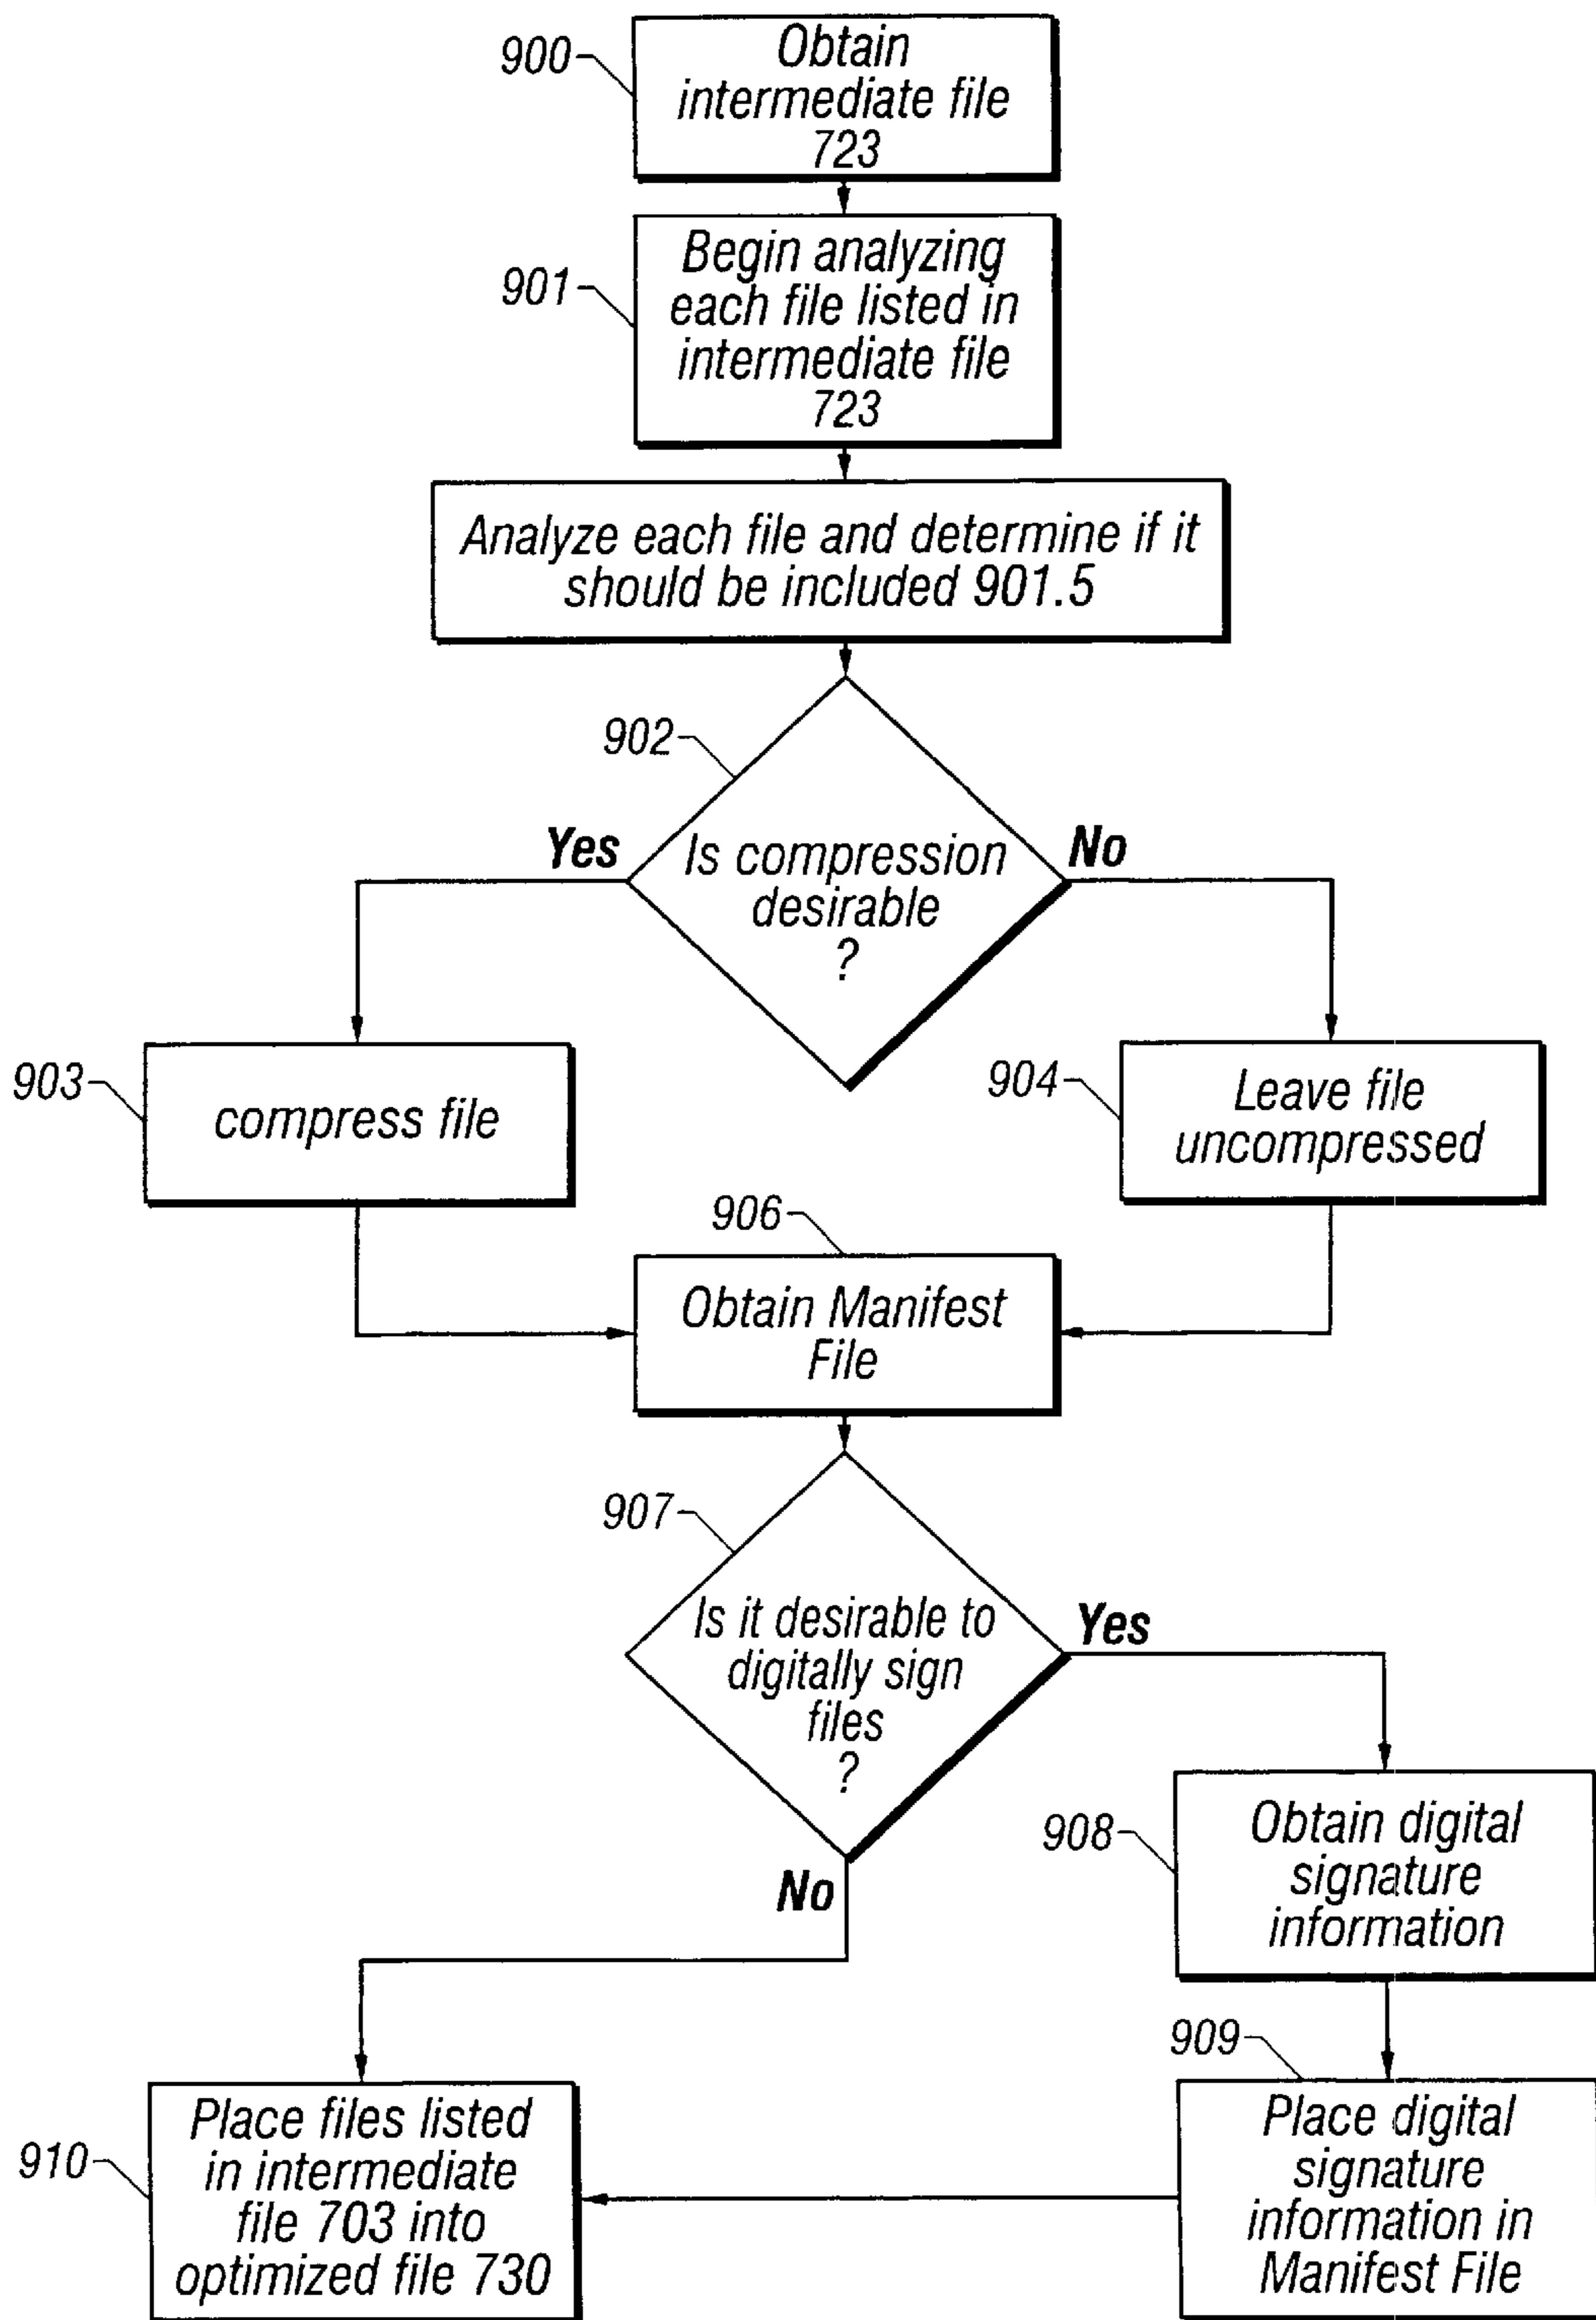 900
Obtain
intermediate file
723
901
Begin analyzing
each file listed in
intermediate file
723
Analyze each file and determine if it
should be included 901.5
902
Yes
No
Is compression
desirable
?
903
compress file
904
Leave file
uncompressed
906
Obtain Manifest
File
907
Is it desirable to
digitally sign
files
?
Yes
No
908
Obtain digital
signature
information
909
Place digital
signature
information in
Manifest File
910
Place files listed
in intermediate
file 703 into
optimized file 730